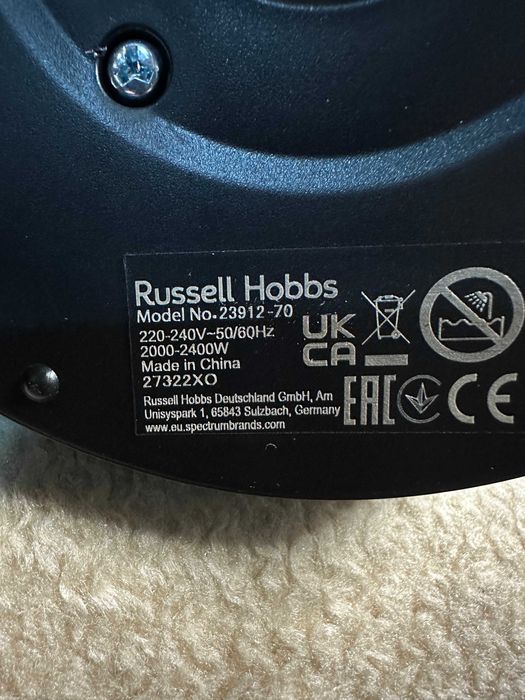 Russell Hobbs
Model No.23912-70
220-240V~50/60Hz
2000-2400W
Made in China
27322XO
Russell Hobbs Deutschland GmbH, Am
Unisyspark 1, 65843 Sulzbach, Germany
www.eu.spectrumbrands.com
UK
CA
EAC
CE